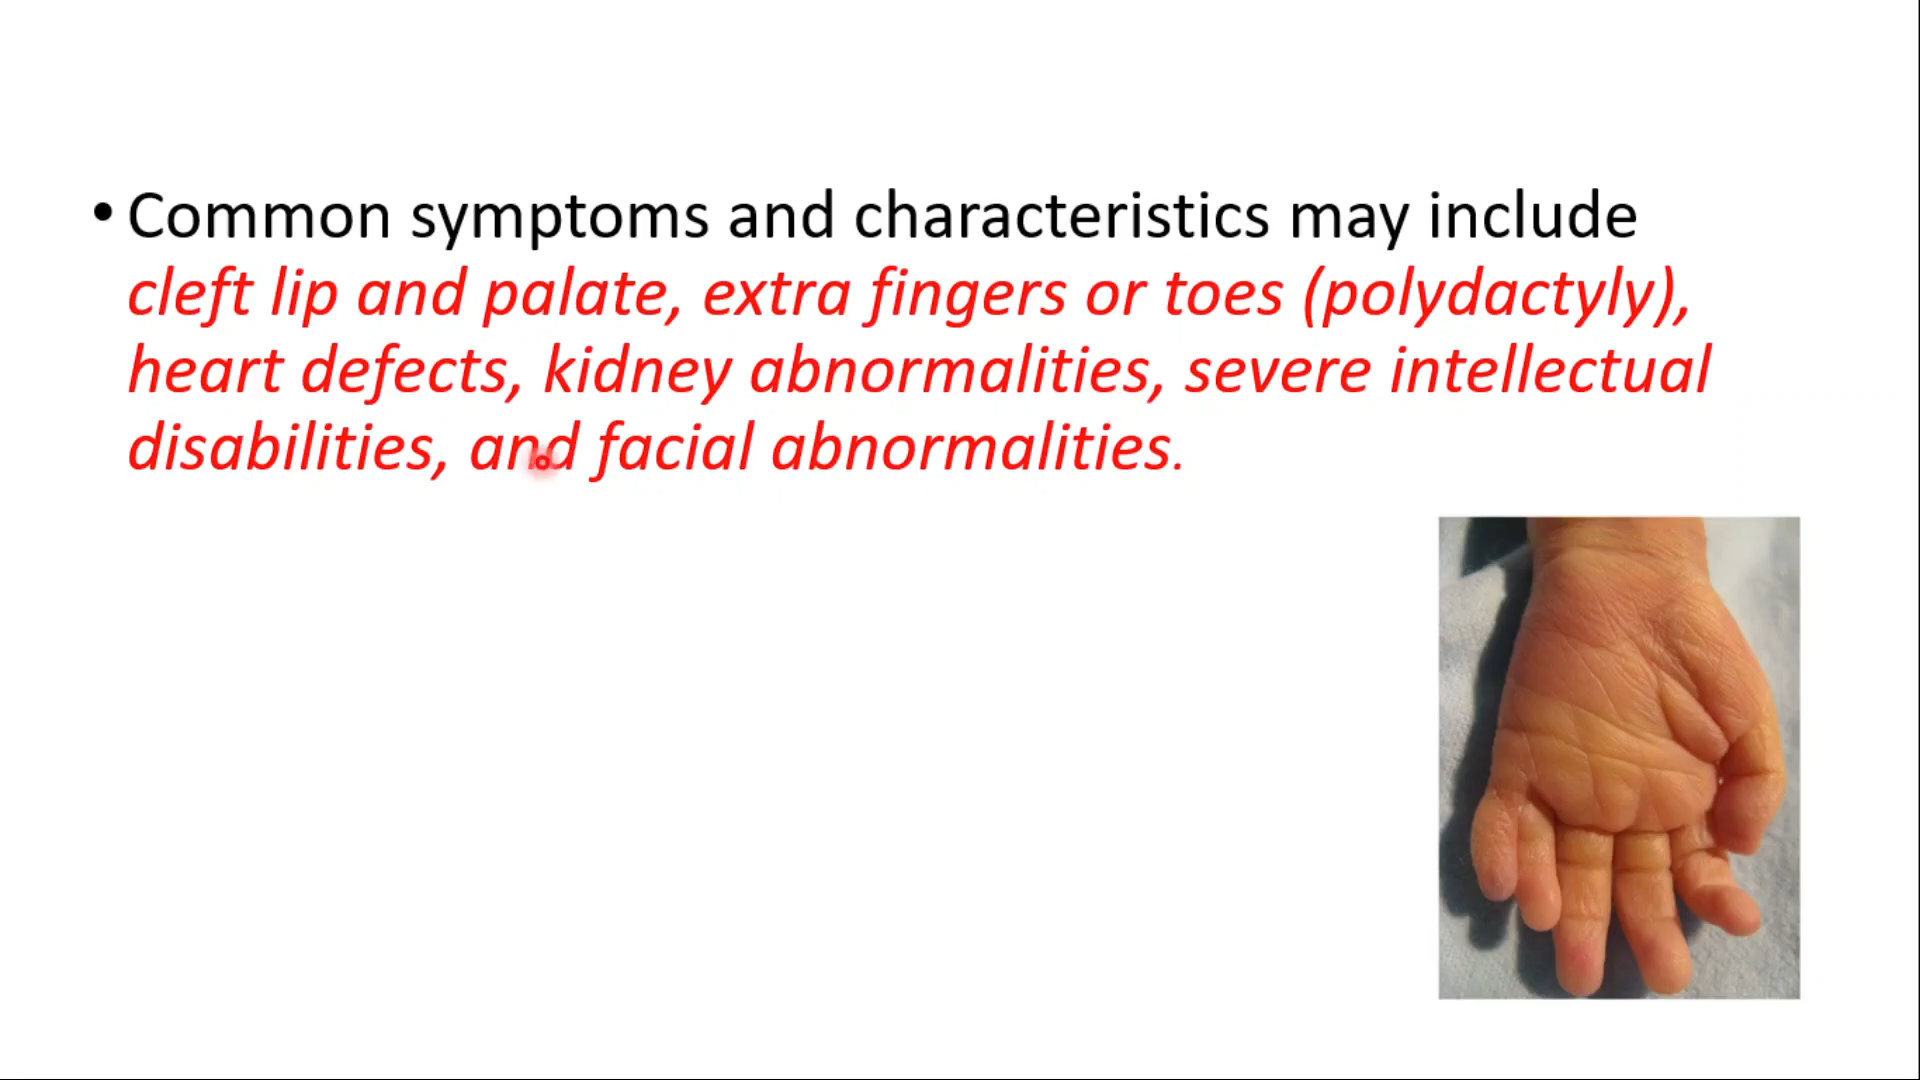 • Common symptoms and characteristics may include
cleft lip and palate, extra fingers or toes (polydactyly),
heart defects, kidney abnormalities, severe intellectual
disabilities, and facial abnormalities.